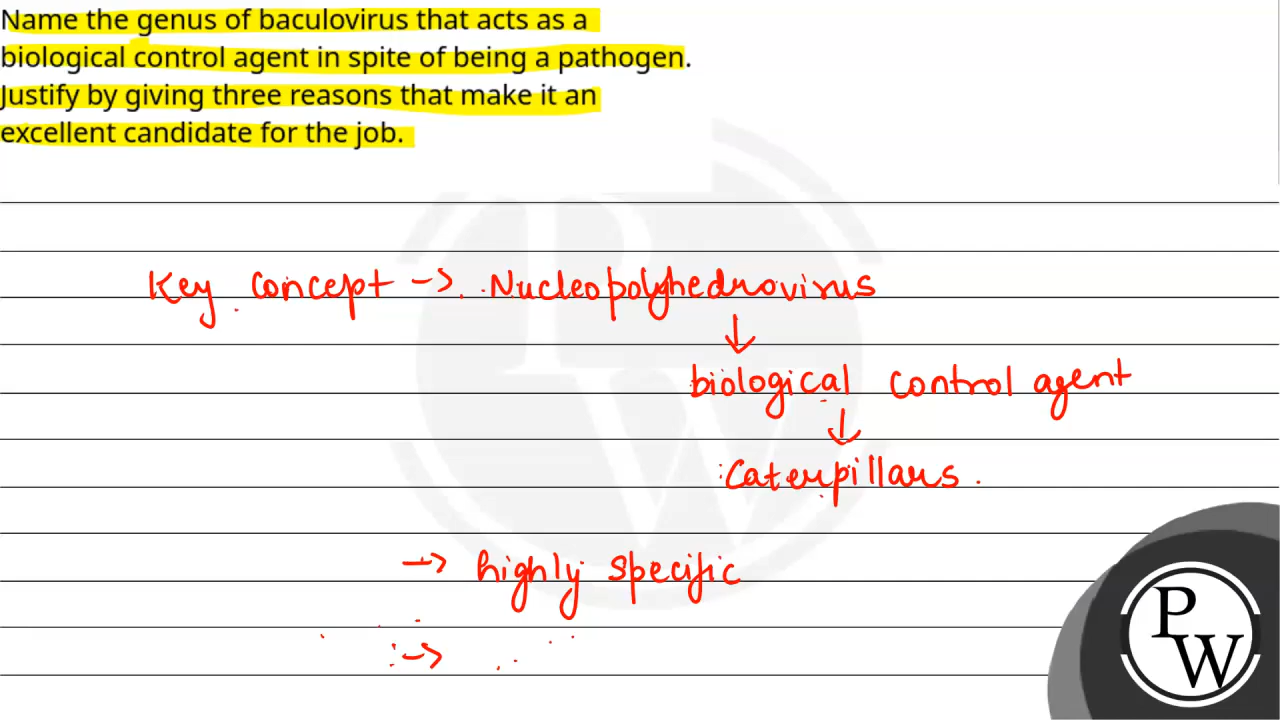 Name the genus of baculovirus that acts as a
biological control agent in spite of being a pathogen.
Justify by giving three reasons that make it an
excellent candidate for the job.
Key concept → Nucleopolyhedrovirus
↓
biological control agent
↓
Caterpillars.
→ highly specific
→
PW
PW